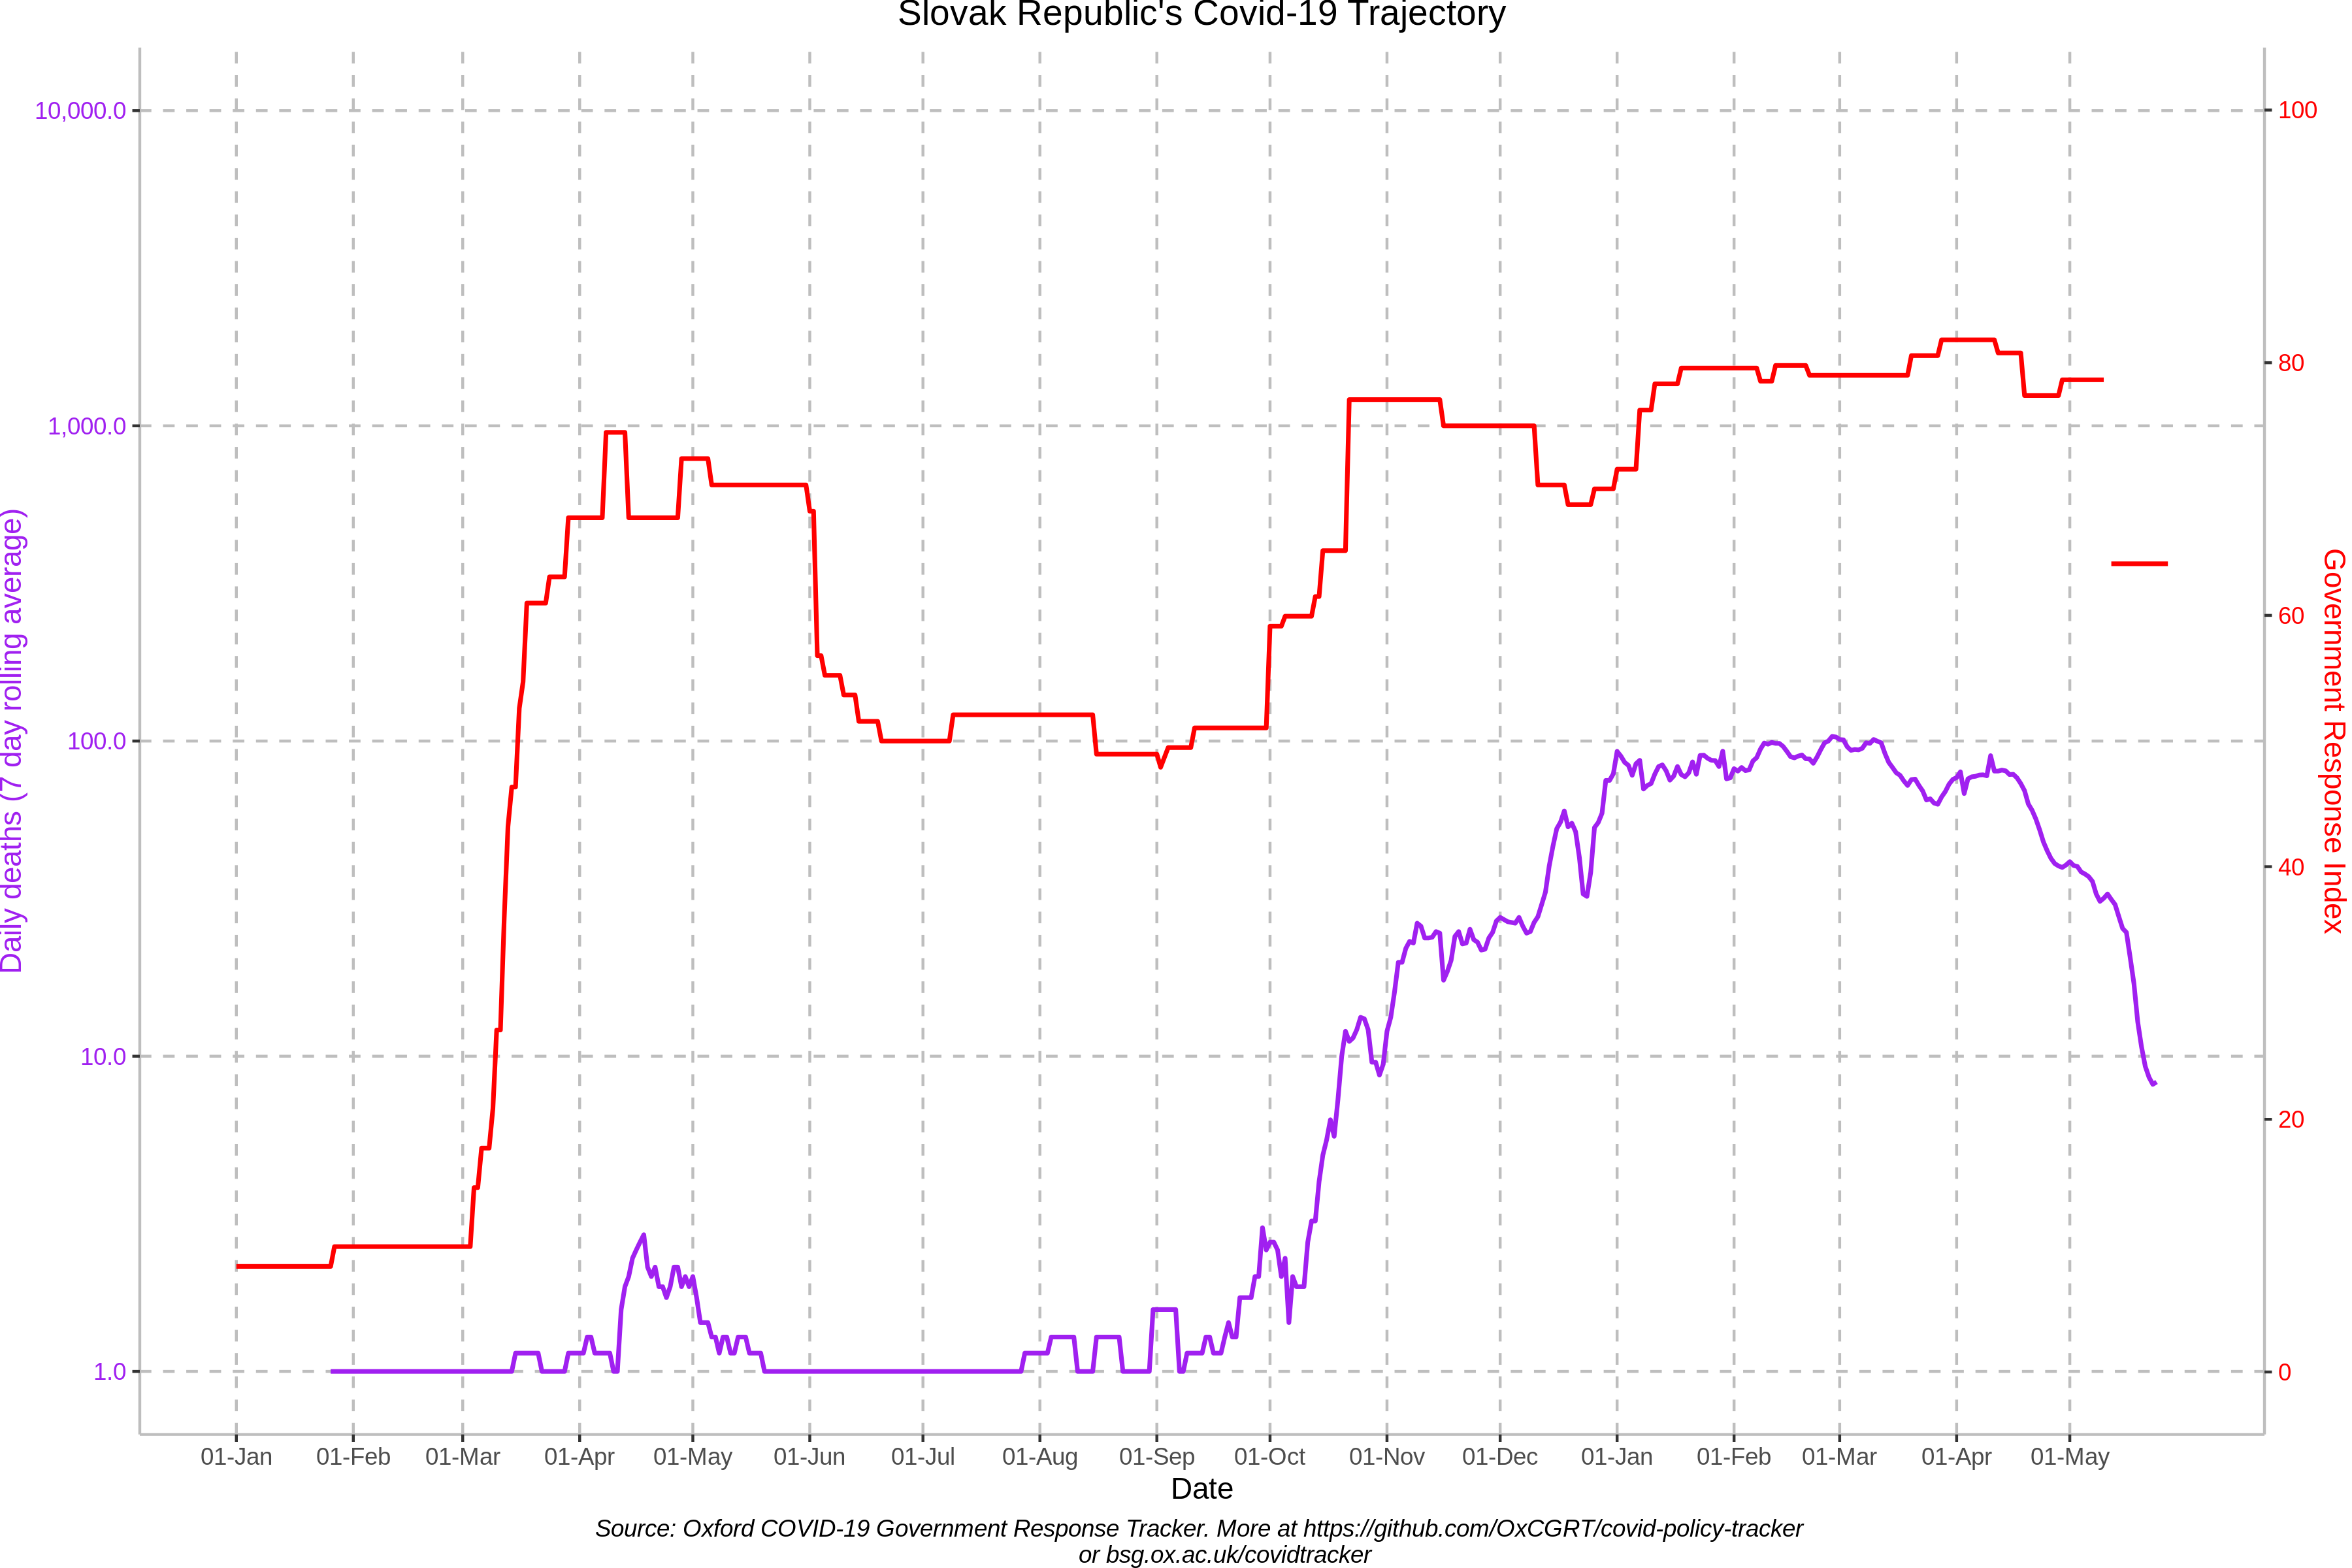 Slovak Republic's Covid-19 Trajectory
10,000.0
1,000.0
100.0
10.0
1.0
Daily deaths (7 day rolling average)
100
80
60
40
20
0
Government Response Index
01-Jan 01-Feb 01-Mar 01-Apr 01-May 01-Jun 01-Jul 01-Aug 01-Sep 01-Oct 01-Nov 01-Dec 01-Jan 01-Feb 01-Mar 01-Apr 01-May
Date
Source: Oxford COVID-19 Government Response Tracker. More at https://github.com/OxCGRT/covid-policy-tracker
or bsg.ox.ac.uk/covidtracker